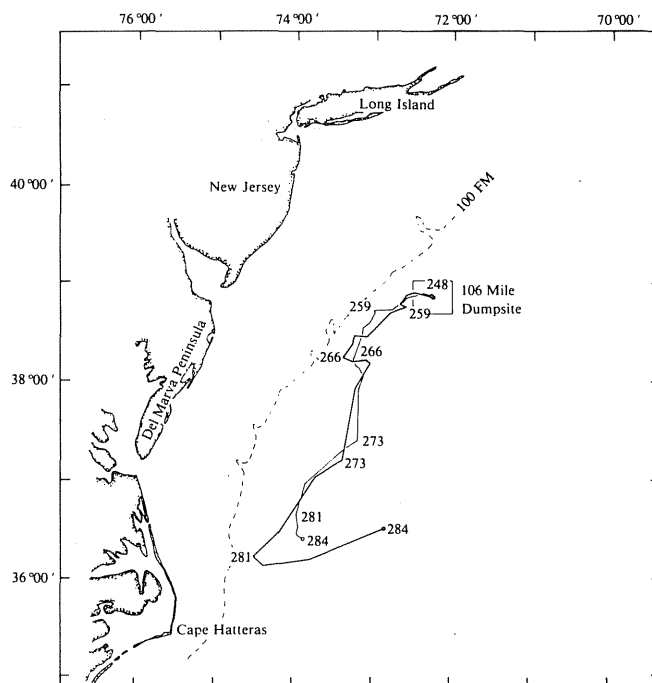 76°00' 74°00' 72°00' 70°00'
Long Island
40°00'
New Jersey
100 FM
248
106 Mile
Dumpsite
259
259
Del Marva Peninsula
266
266
38°00'
273
273
281
284
284
281
36°00'
Cape Hatteras